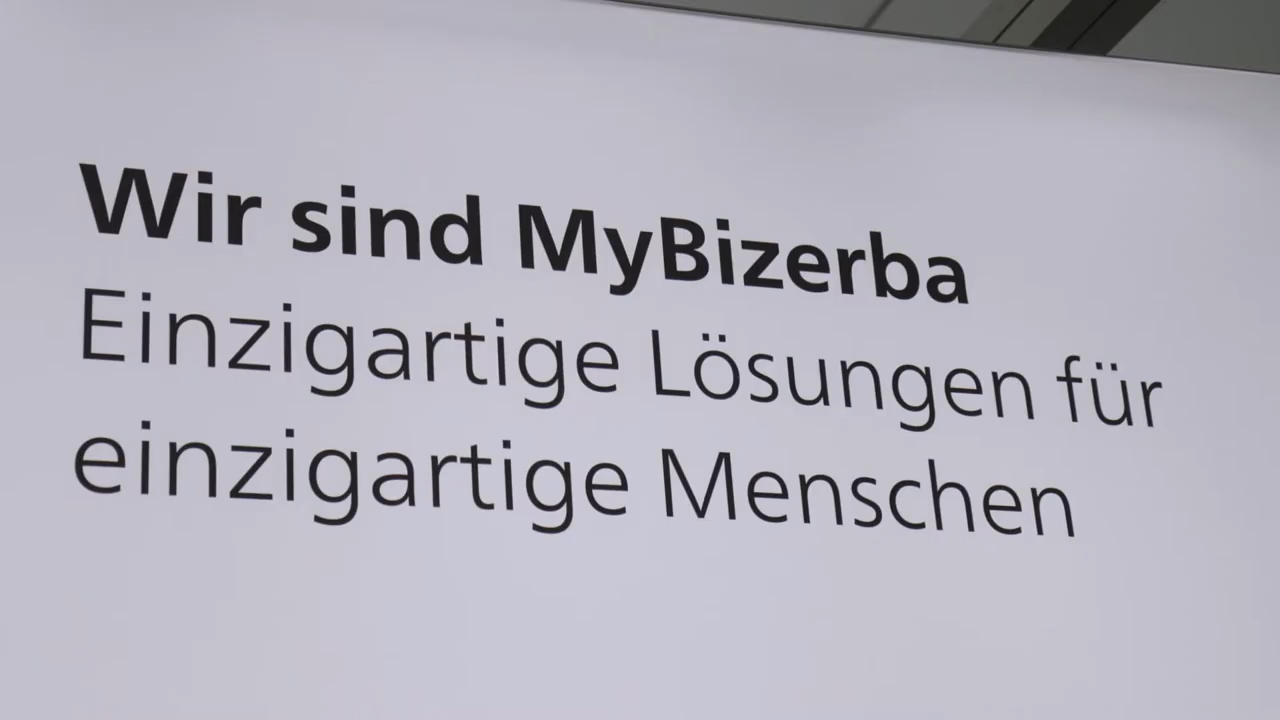 Wir sind MyBizerba
Einzigartige Lösungen für
einzigartige Menschen